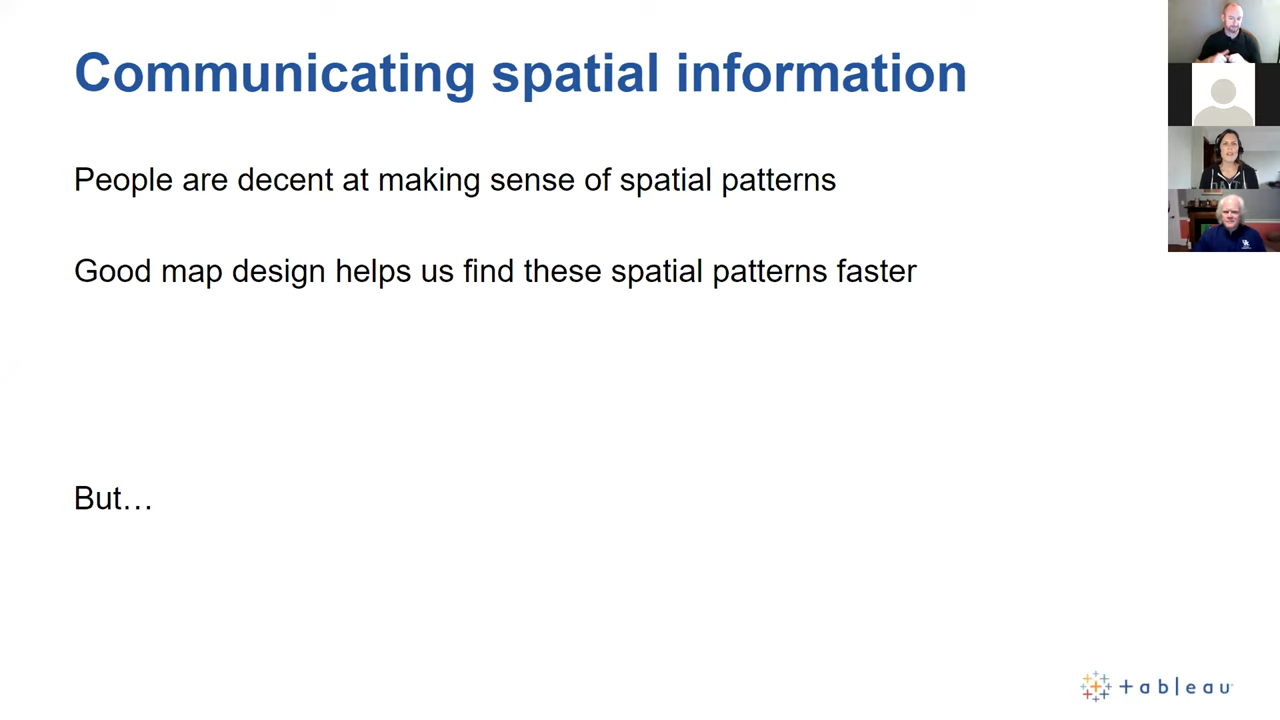 Communicating spatial information
People are decent at making sense of spatial patterns
Good map design helps us find these spatial patterns faster
But…
+ableau